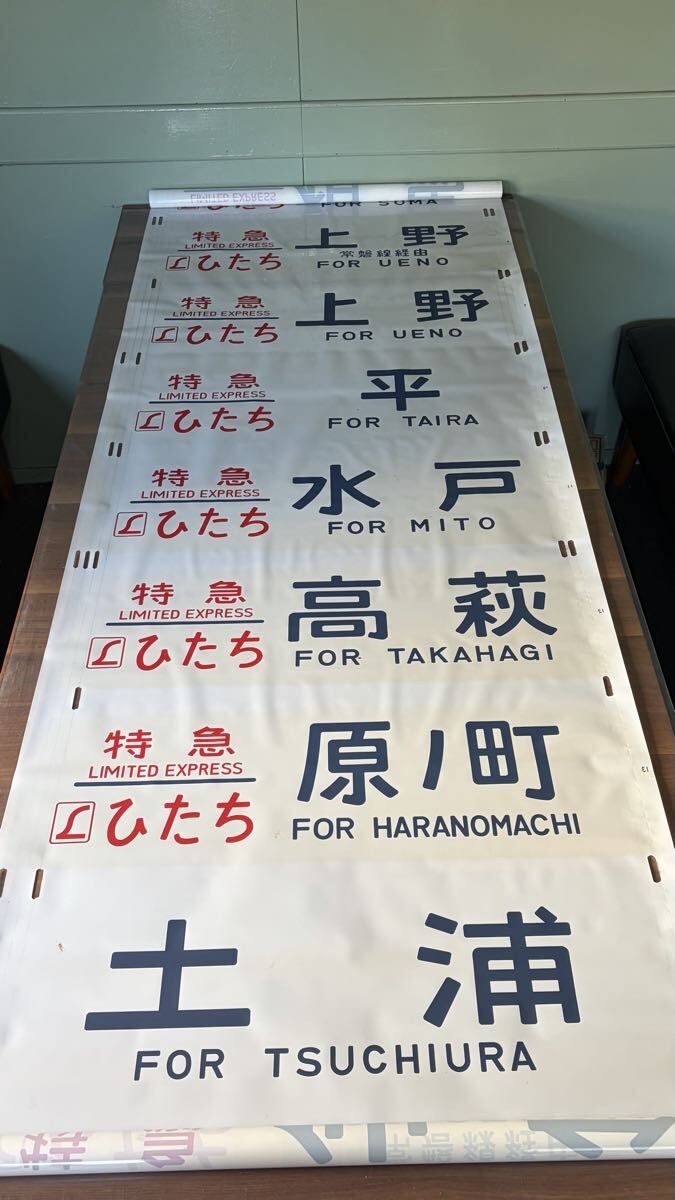 FOR SOMA
特急
LIMITED EXPRESS
ひたち
上野
常磐線経由
FOR UENO
特急
LIMITED EXPRESS
ひたち
上野
FOR UENO
特急
LIMITED EXPRESS
ひたち
平
FOR TAIRA
特急
LIMITED EXPRESS
ひたち
水戸
FOR MITO
特急
LIMITED EXPRESS
ひたち
高萩
FOR TAKAHAGI
特急
LIMITED EXPRESS
ひたち
原ノ町
FOR HARANOMACHI
土浦
FOR TSUCHIURA